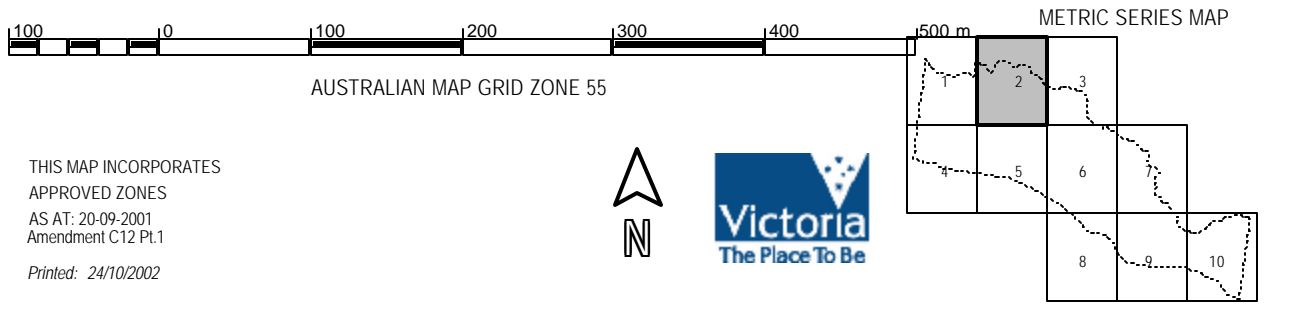 METRIC SERIES MAP
100 0 100 200 300 400 500 m
AUSTRALIAN MAP GRID ZONE 55
1 2 3
4 5 6 7
8 9 10
THIS MAP INCORPORATES
APPROVED ZONES
AS AT: 20-09-2001
Amendment C12 Pt.1
Printed: 24/10/2002
N
Victoria
The Place To Be